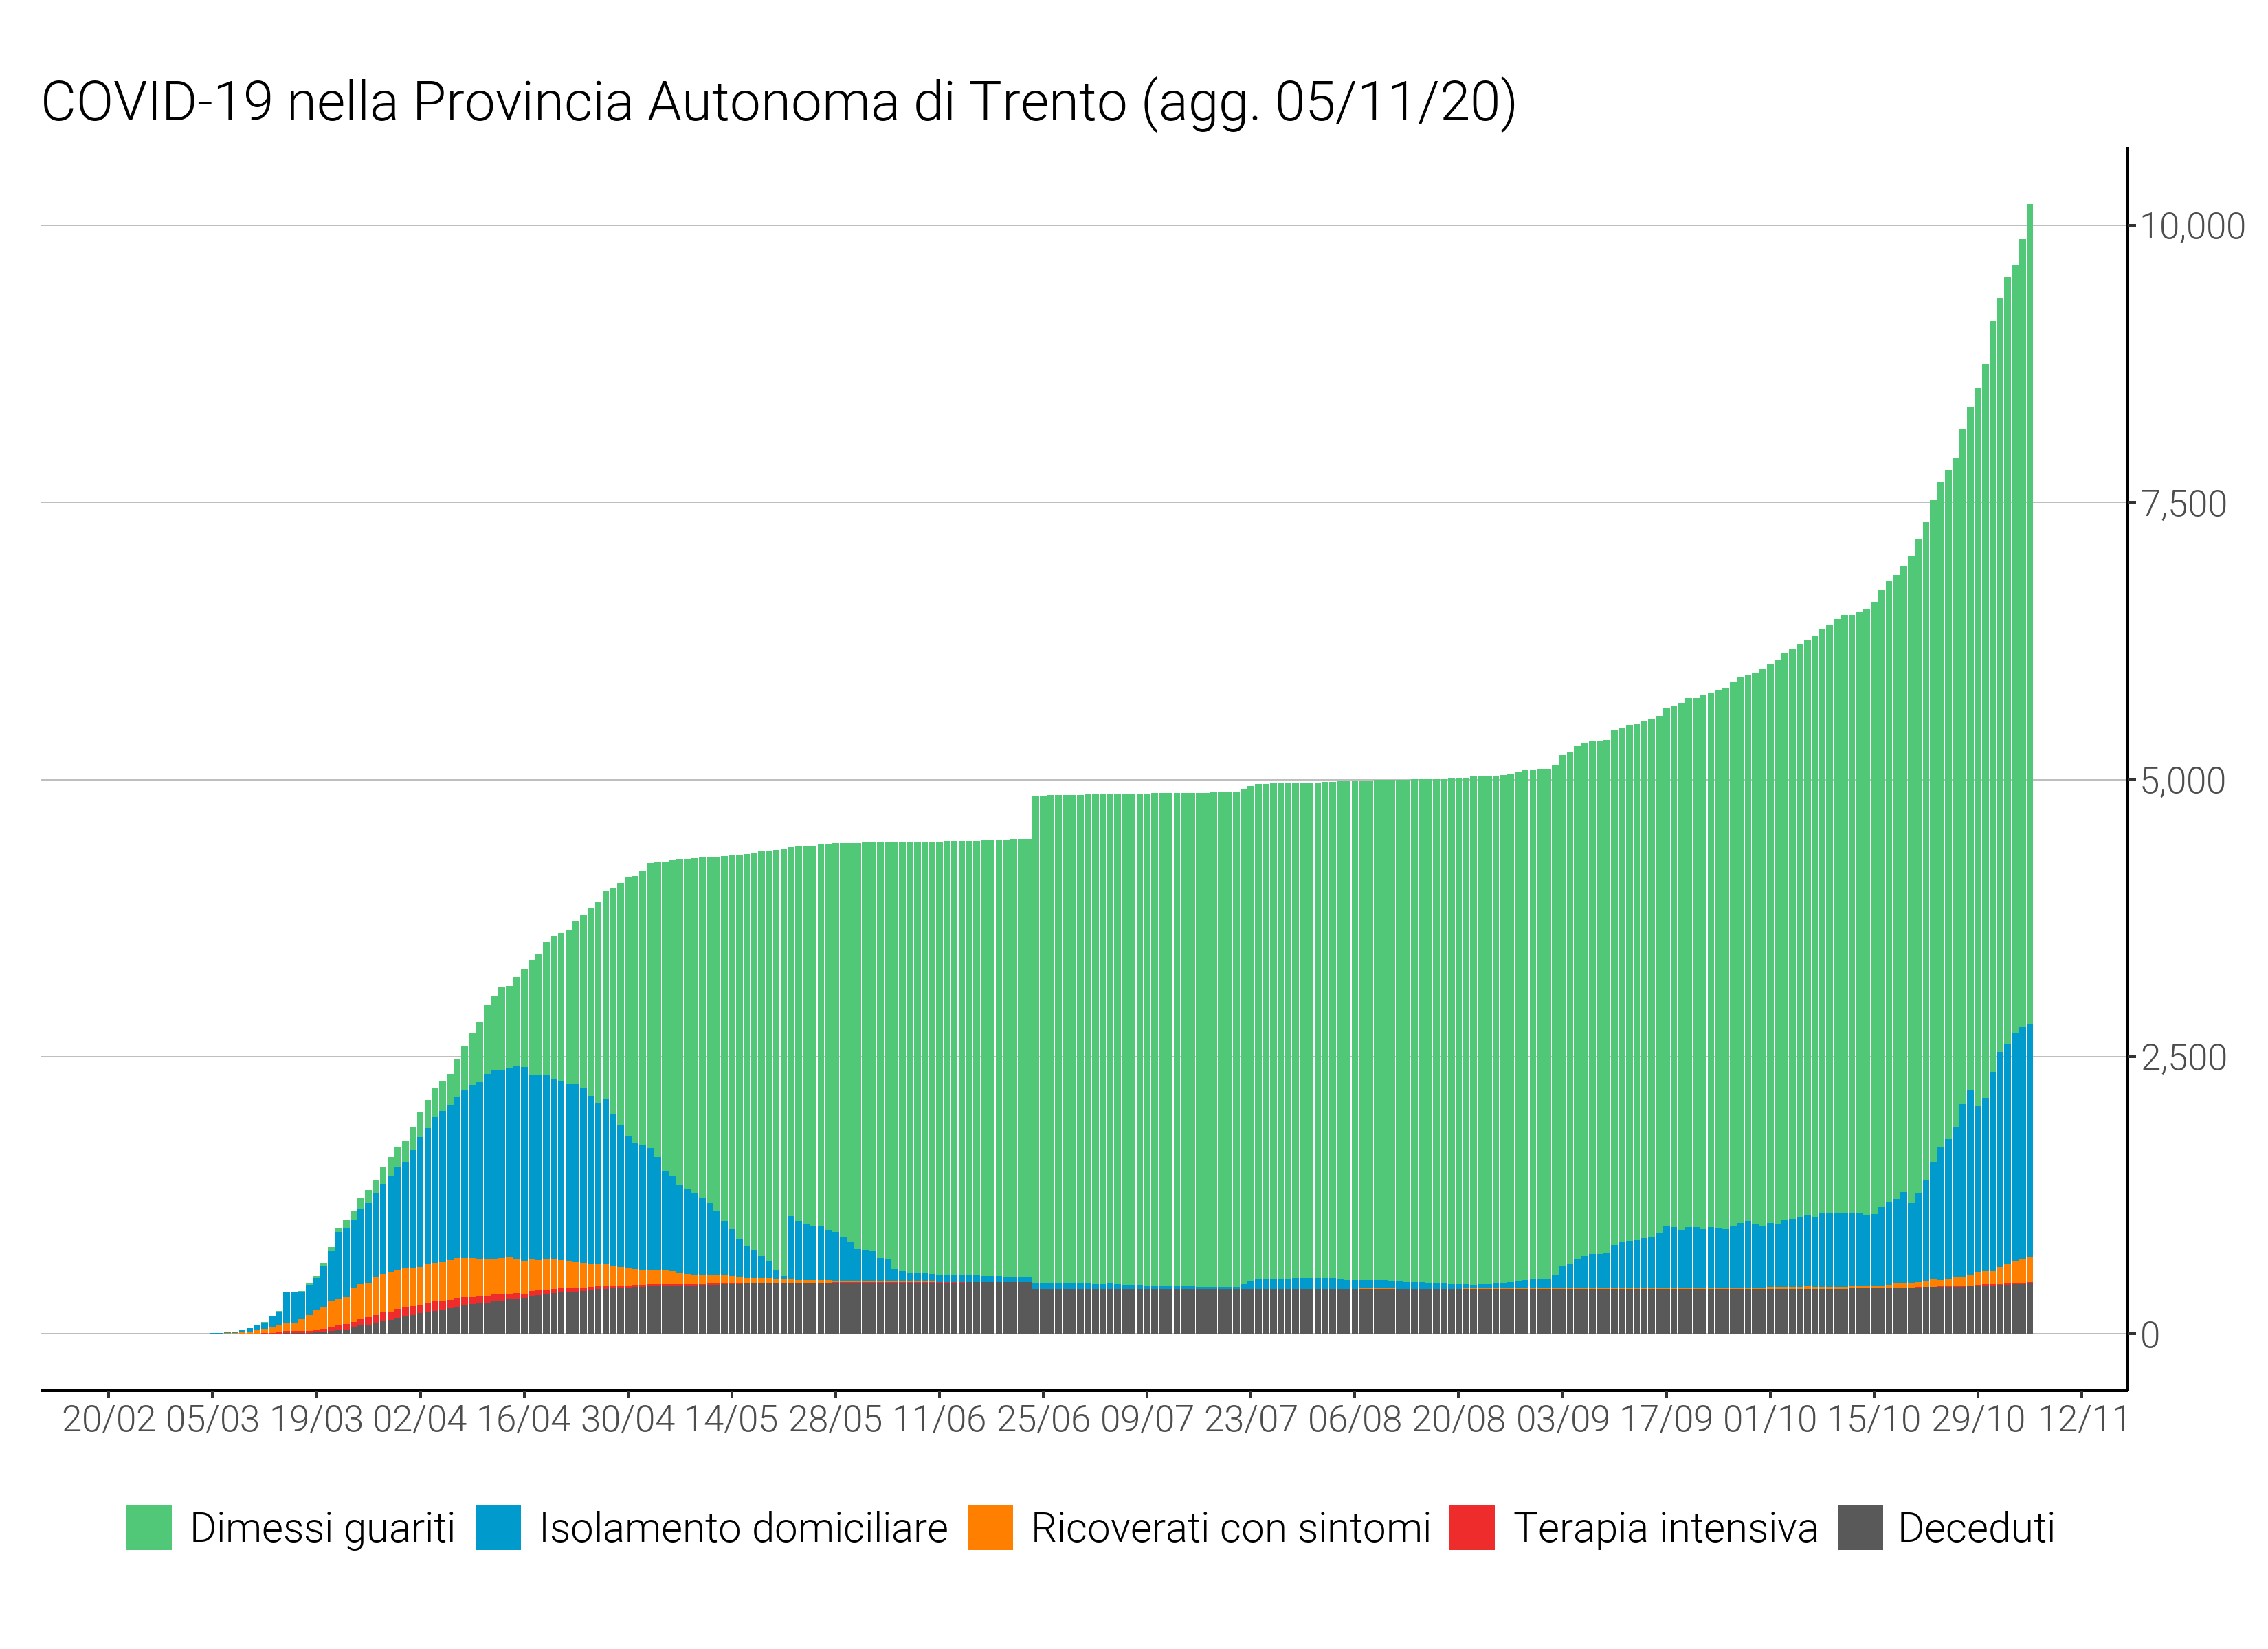 COVID-19 nella Provincia Autonoma di Trento (agg. 05/11/20)
10,000
7,500
5,000
2,500
0
20/02 05/03 19/03 02/04 16/04 30/04 14/05 28/05 11/06 25/06 09/07 23/07 06/08 20/08 03/09 17/09 01/10 15/10 29/10 12/11
Dimessi guariti Isolamento domiciliare Ricoverati con sintomi Terapia intensiva Deceduti